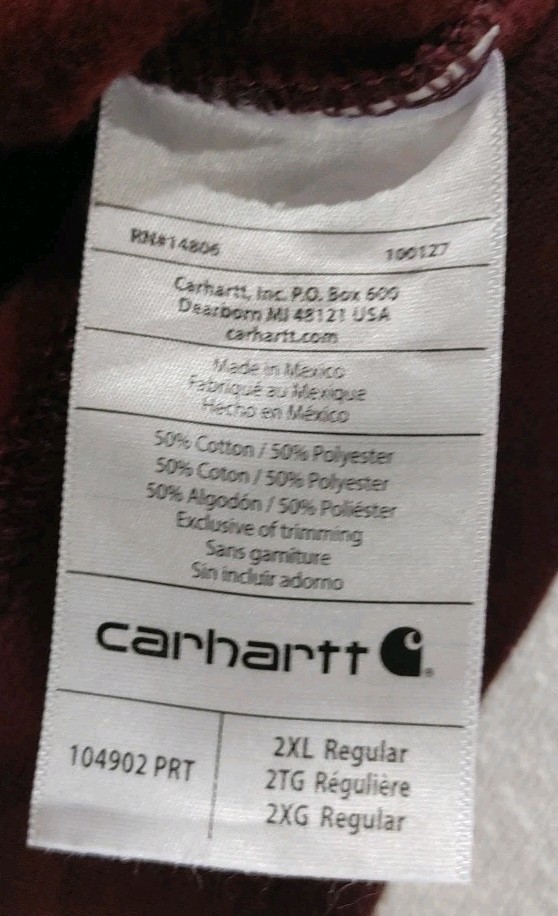 RN#14806 100127
Carhartt, Inc. P.O. Box 600
Dearborn MI 48121 USA
carhartt.com
Made in Mexico
Fabriqué au Mexique
Hecho en México
50% Cotton / 50% Polyester
50% Coton / 50% Polyester
50% Algodón / 50% Poliéster
Exclusive of trimming
Sans garniture
Sin incluir adorno
carhartt
104902 PRT
2XL Regular
2TG Régulière
2XG Regular